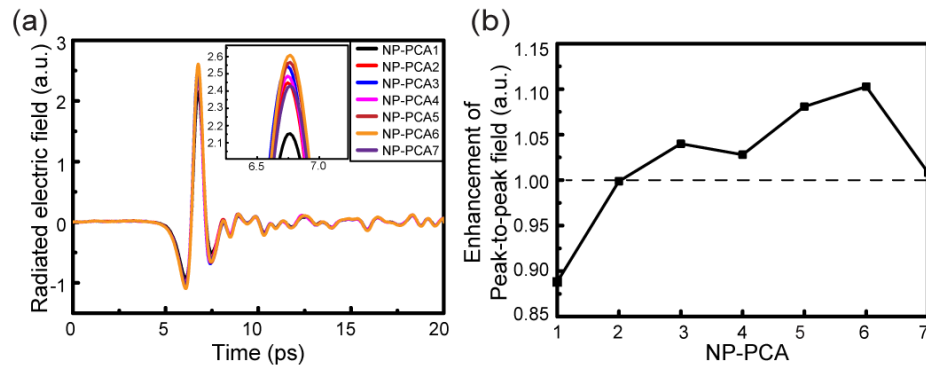 (a)
Radiated electric field (a.u.)
3
2
1
0
-1
0
5
10
15
20
Time (ps)
2.6
2.5
2.4
2.3
2.2
2.1
6.5
7.0
NP-PCA1
NP-PCA2
NP-PCA3
NP-PCA4
NP-PCA5
NP-PCA6
NP-PCA7
(b)
Enhancement of
Peak-to-peak field (a.u.)
1.15
1.10
1.05
1.00
0.95
0.90
0.85
1
2
3
4
5
6
7
NP-PCA